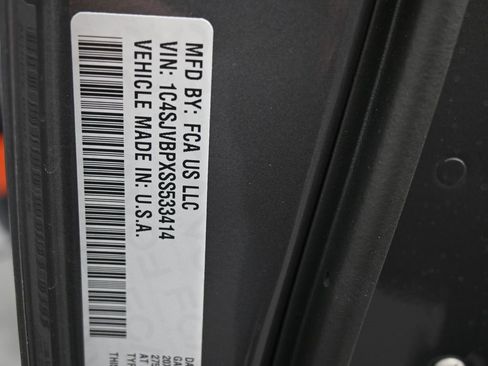 MFD BY: FCA US LLC
VIN: 1C4SJVBPXSS533414
VEHICLE MADE IN: U.S.A.